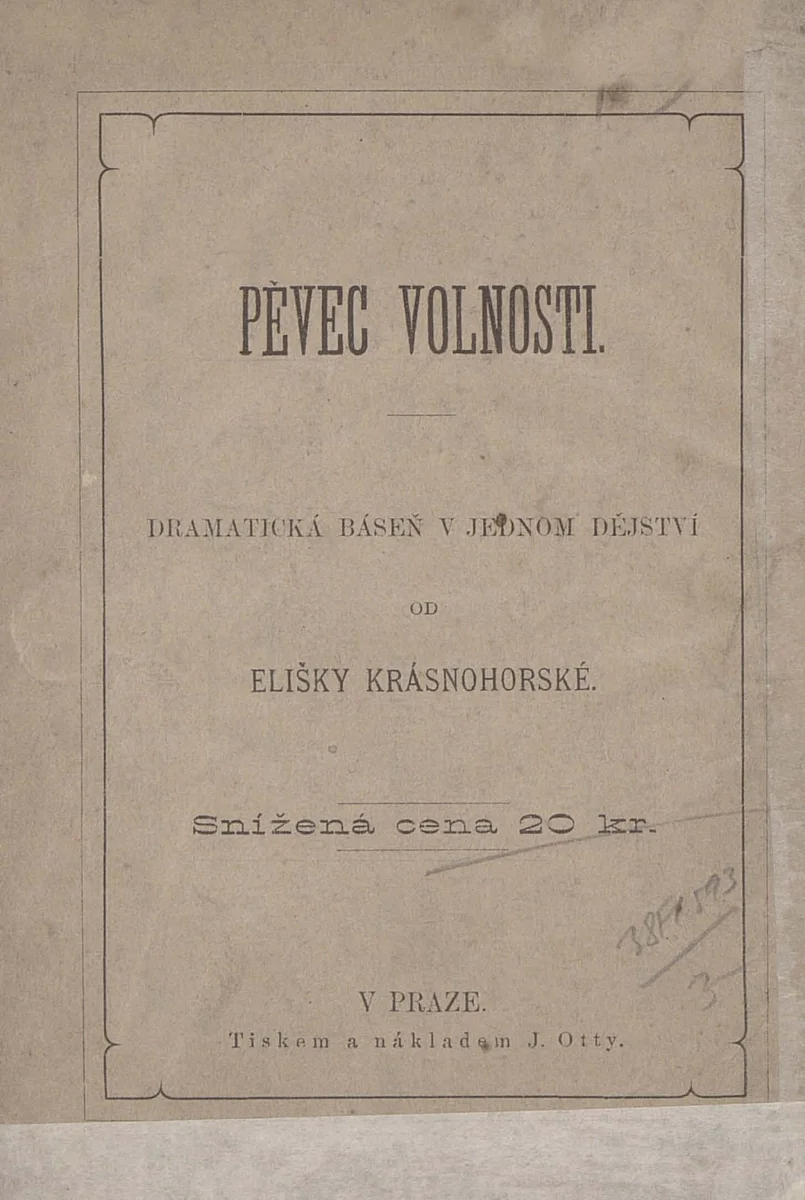 PĚVEC VOLNOSTI.
DRAMATICKÁ BÁSEŇ V JEDNOM DĚJSTVÍ
OD
ELIŠKY KRÁSNOHORSKÉ.
Snížená cena 20 kr.
V PRAZE.
Tiskem a nákladem J. Otty.